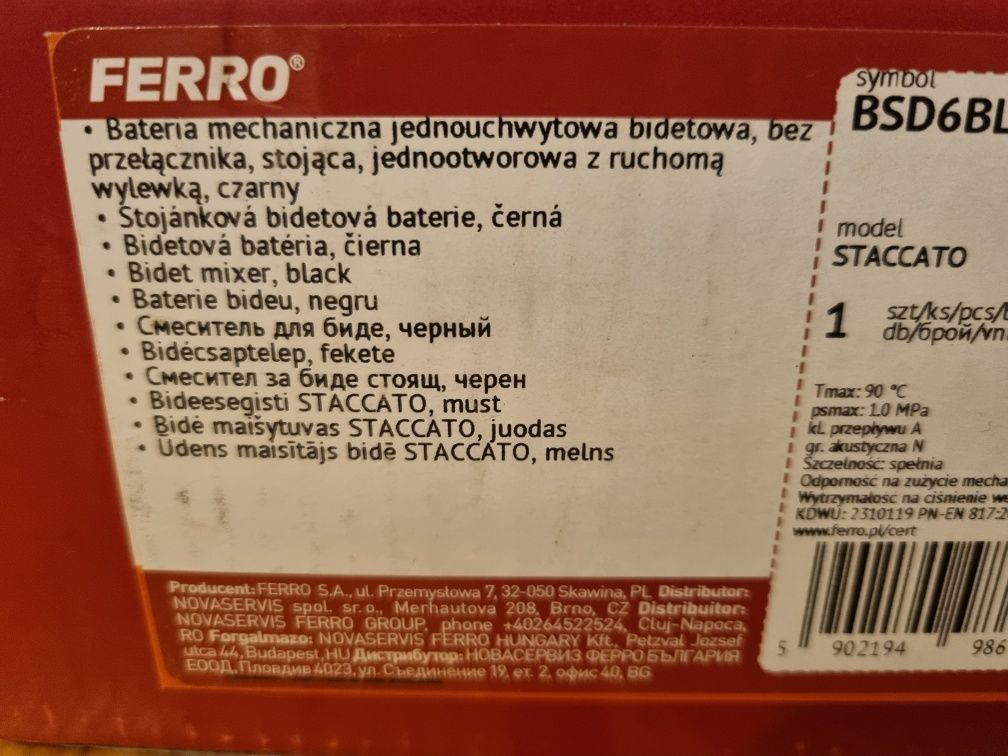 FERRO®
• Bateria mechaniczna jednouchwytowa bidetowa, bez
przełącznika, stojąca, jednootworowa z ruchomą
wylewką, czarny
• Stojánková bidetová baterie, černá
• Bidetová batéria, čierna
• Bidet mixer, black
• Baterie bideu, negru
• Смеситель для биде, черный
• Bidécsaptelep, fekete
• Смесител за биде стоящ, черен
• Bideesegisti STACCATO, must
• Bidė maišytuvas STACCATO, juodas
• Ūdens maisītājs bidē STACCATO, melns
Producent: FERRO S.A., ul. Przemysłowa 7, 32-050 Skawina, PL Distributor:
NOVASERVIS spol. sr.o., Merhautova 208, Brno, CZ Distribuitor:
NOVASERVIS FERRO GROUP, phone +40264522524, Cluj-Napoca,
RO Forgalmazo: NOVASERVIS FERRO HUNGARY Kft., Petzval Jozsef
utca 44, Budapest, HU Дистрибутор: НОВАСЕРВИЗ ФЕРРО БЪЛГАРИЯ
ЕООД, Пловдив 4023, ул. Съединение 19, ет. 2, офис 40, BG
symbol
BSD6BL
model
STACCATO
1 szt/ks/pcs/
db/брой/vn
Tmax: 90 °C
psmax: 1.0 MPa
kl. przepływu A
gr. akustyczna N
Szczelność: spełnia
Odporność na zużycie mecha
Wytrzymałość na ciśnienie we
KDWU: 2310119 PN-EN 817:2
www.ferro.pl/cert
5 902194 986